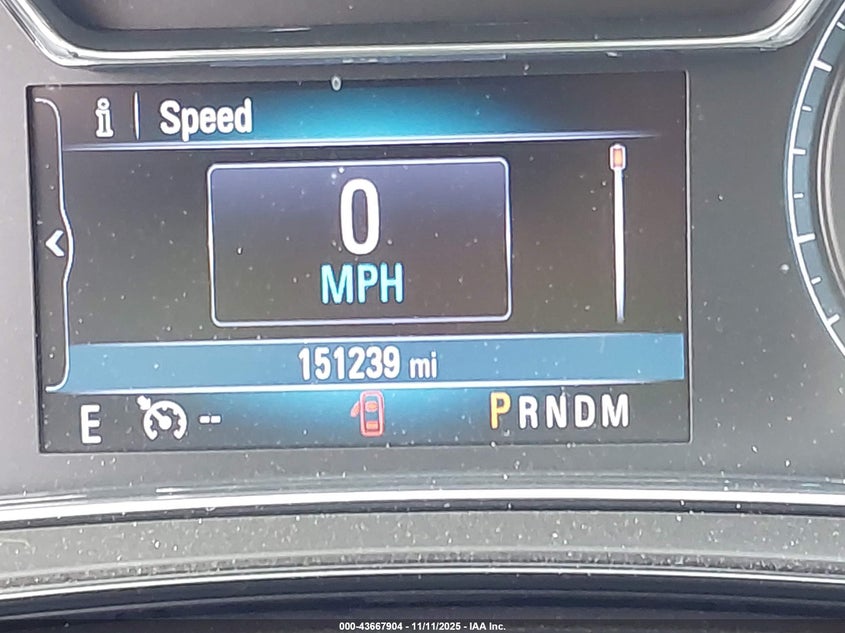 i Speed
0
MPH
151239 mi
E -- PRNDM
000-43667904 - 11/11/2025 - IAA Inc.